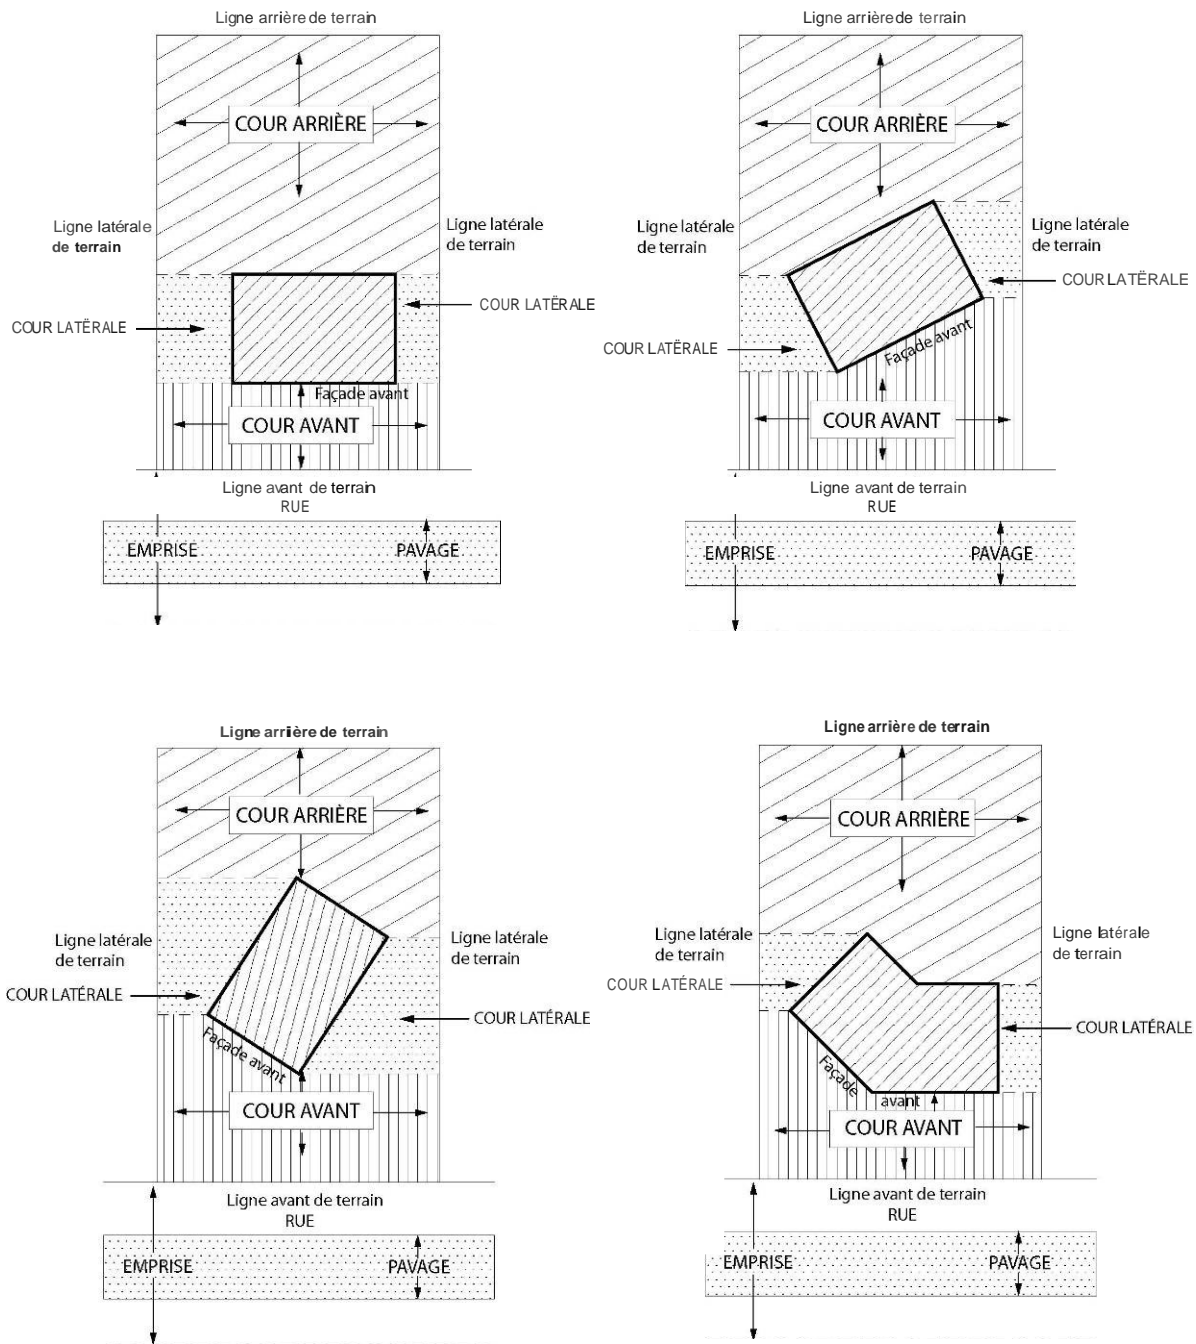 Ligne arrière de terrain
COUR ARRIÈRE
Ligne latérale
de terrain
Ligne latérale
de terrain
COUR LATËRALE
COUR LATËRALE
Façade avant
COUR AVANT
Ligne avant de terrain
RUE
EMPRISE
PAVAGE
Ligne arrière de terrain
COUR ARRIÈRE
Ligne latérale
de terrain
Ligne latérale
de terrain
COUR LATËRALE
COUR LATËRALE
Façade avant
COUR AVANT
Ligne avant de terrain
RUE
EMPRISE
PAVAGE
Ligne arrière de terrain
COUR ARRIÈRE
Ligne latérale
de terrain
Ligne latérale
de terrain
COUR LATÉRALE
COUR LATÉRALE
Façade avant
COUR AVANT
Ligne avant de terrain
RUE
EMPRISE
PAVAGE
Ligne arrière de terrain
COUR ARRIÈRE
Ligne latérale
de terrain
Ligne latérale
de terrain
COUR LATÉRALE
COUR LATÉRALE
Façade
avant
COUR AVANT
Ligne avant de terrain
RUE
EMPRISE
PAVAGE